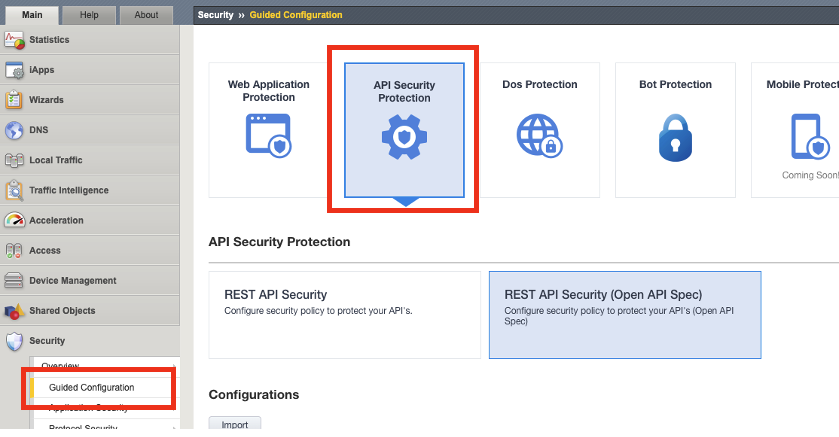 Main Help About
Security ›› Guided Configuration
Statistics
iApps
Wizards
DNS
Local Traffic
Traffic Intelligence
Acceleration
Access
Device Management
Shared Objects
Security
Overview
Guided Configuration
Application Security
Protocol Security
Web Application
Protection
API Security
Protection
Dos Protection
Bot Protection
Mobile Protect
Coming Soon!
API Security Protection
REST API Security
Configure security policy to protect your API's.
REST API Security (Open API Spec)
Configure security policy to protect your API's (Open API
Spec)
Configurations
Import